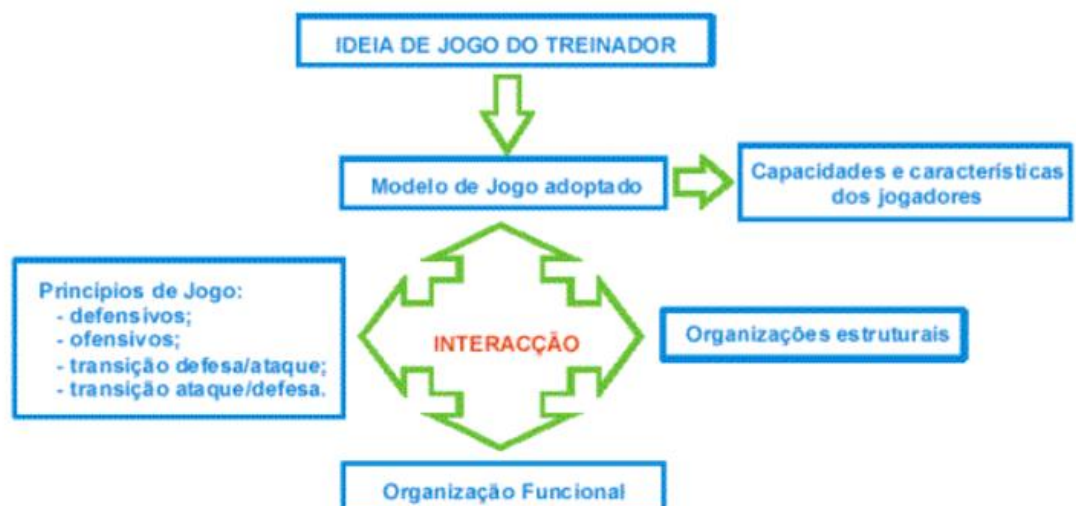 IDEIA DE JOGO DO TREINADOR
Modelo de Jogo adoptado
Capacidades e características
dos jogadores
Princípios de Jogo:
- defensivos;
- ofensivos;
- transição defesa/ataque;
- transição ataque/defesa.
INTERACÇÃO
Organizações estruturais
Organização Funcional